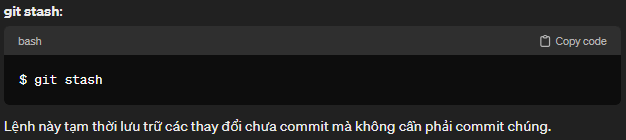 git stash:
bash
Copy code
$ git stash
Lệnh này tạm thời lưu trữ các thay đổi chưa commit mà không cần phải commit chúng.